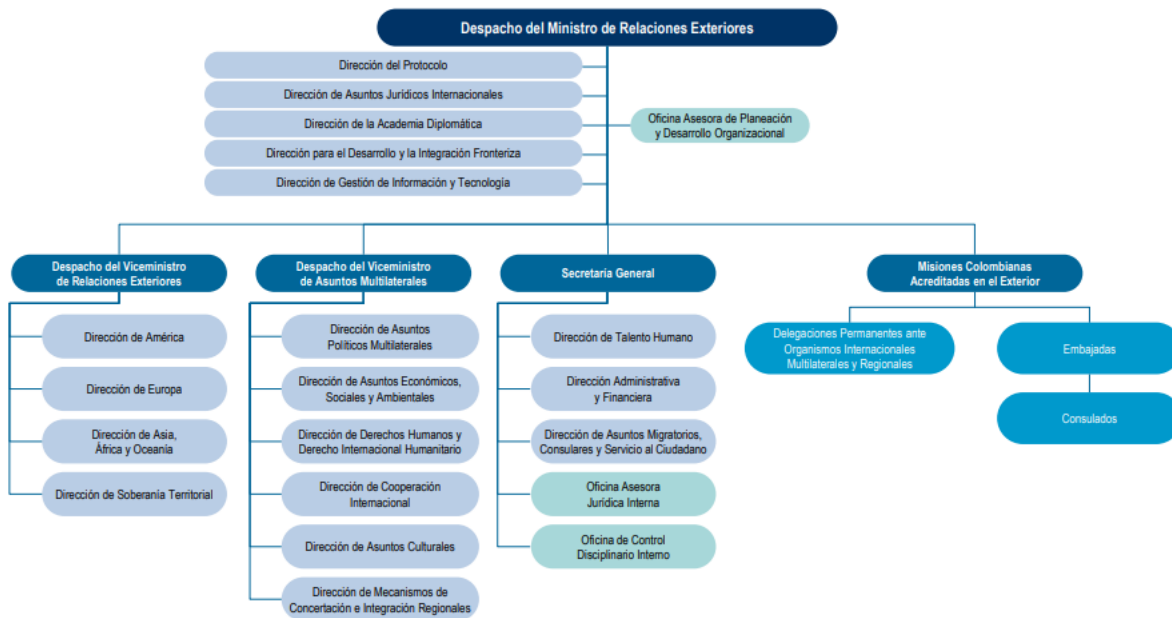 Despacho del Ministro de Relaciones Exteriores
Dirección del Protocolo
Dirección de Asuntos Jurídicos Internacionales
Dirección de la Academia Diplomática
Dirección para el Desarrollo y la Integración Fronteriza
Dirección de Gestión de Información y Tecnología
Oficina Asesora de Planeación
y Desarrollo Organizacional
Despacho del Viceministro
de Relaciones Exteriores
Dirección de América
Dirección de Europa
Dirección de Asia,
África y Oceanía
Dirección de Soberanía Territorial
Despacho del Viceministro
de Asuntos Multilaterales
Dirección de Asuntos
Políticos Multilaterales
Dirección de Asuntos Económicos,
Sociales y Ambientales
Dirección de Derechos Humanos y
Derecho Internacional Humanitario
Dirección de Cooperación
Internacional
Dirección de Asuntos Culturales
Dirección de Mecanismos de
Concertación e Integración Regionales
Secretaría General
Dirección de Talento Humano
Dirección Administrativa
y Financiera
Dirección de Asuntos Migratorios,
Consulares y Servicio al Ciudadano
Oficina Asesora
Jurídica Interna
Oficina de Control
Disciplinario Interno
Misiones Colombianas
Acreditadas en el Exterior
Delegaciones Permanentes ante
Organismos Internacionales
Multilaterales y Regionales
Embajadas
Consulados